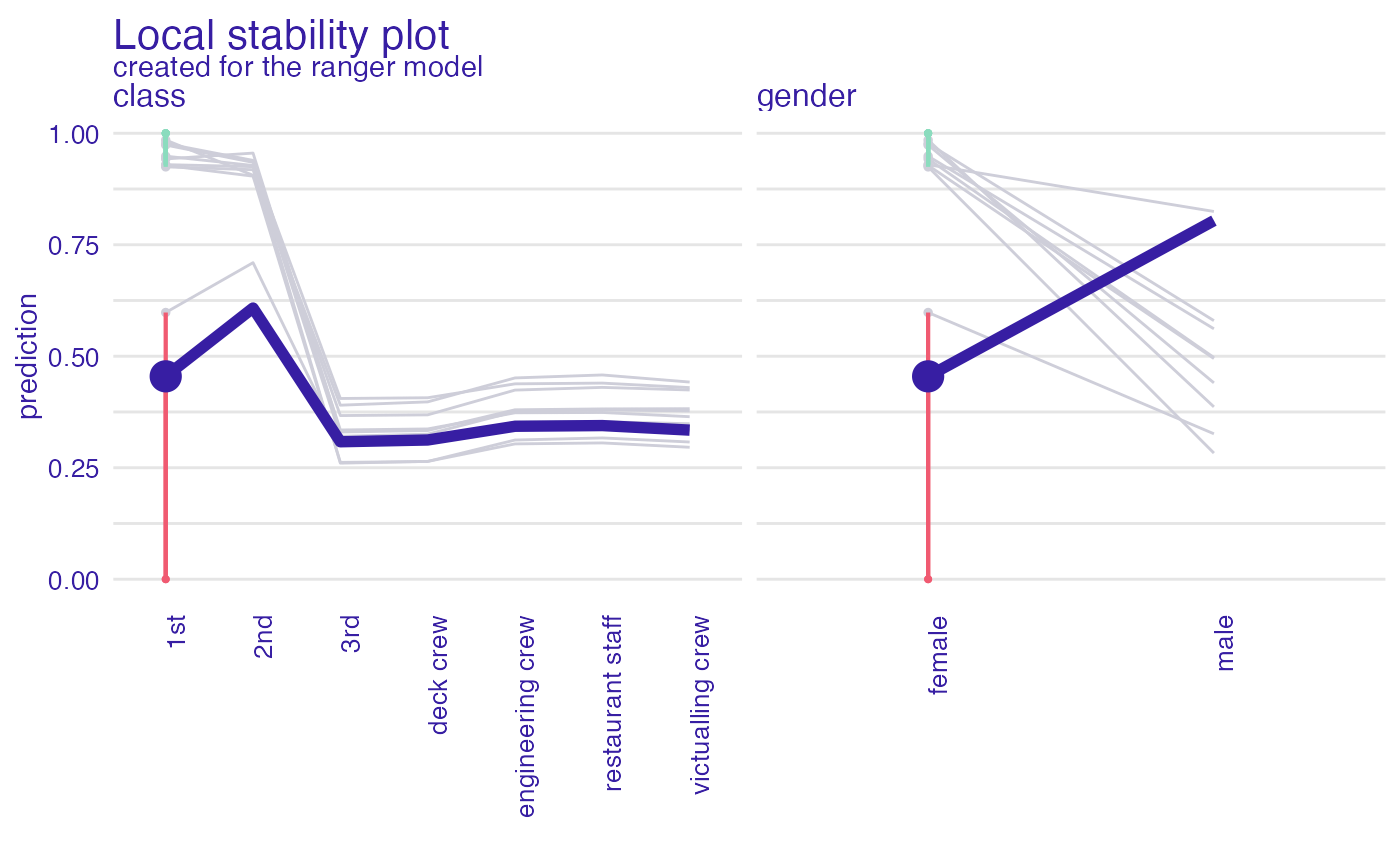 Local stability plot
created for the ranger model
class
gender
prediction
1.00
0.75
0.50
0.25
0.00
1st
2nd
3rd
deck crew
engineering crew
restaurant staff
victualling crew
female
male